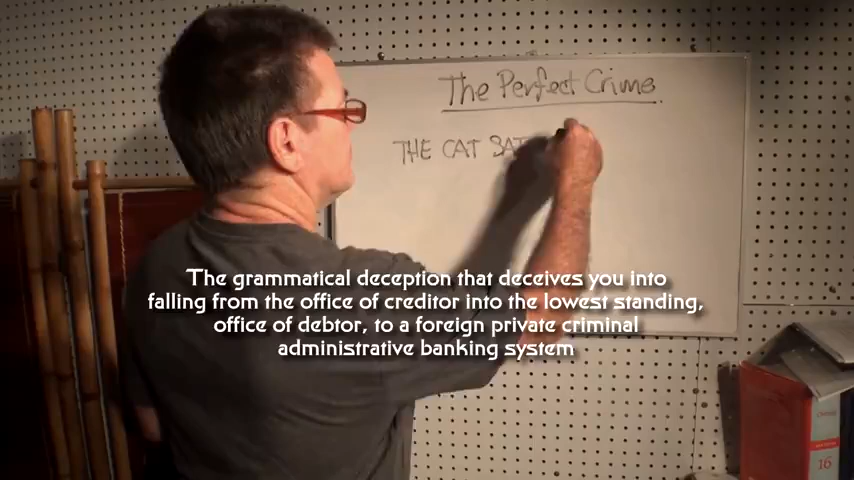 The Perfect Crime
THE CAT SAT
The grammatical deception that deceives you into
falling from the office of creditor into the lowest standing,
office of debtor, to a foreign private criminal
administrative banking system
16